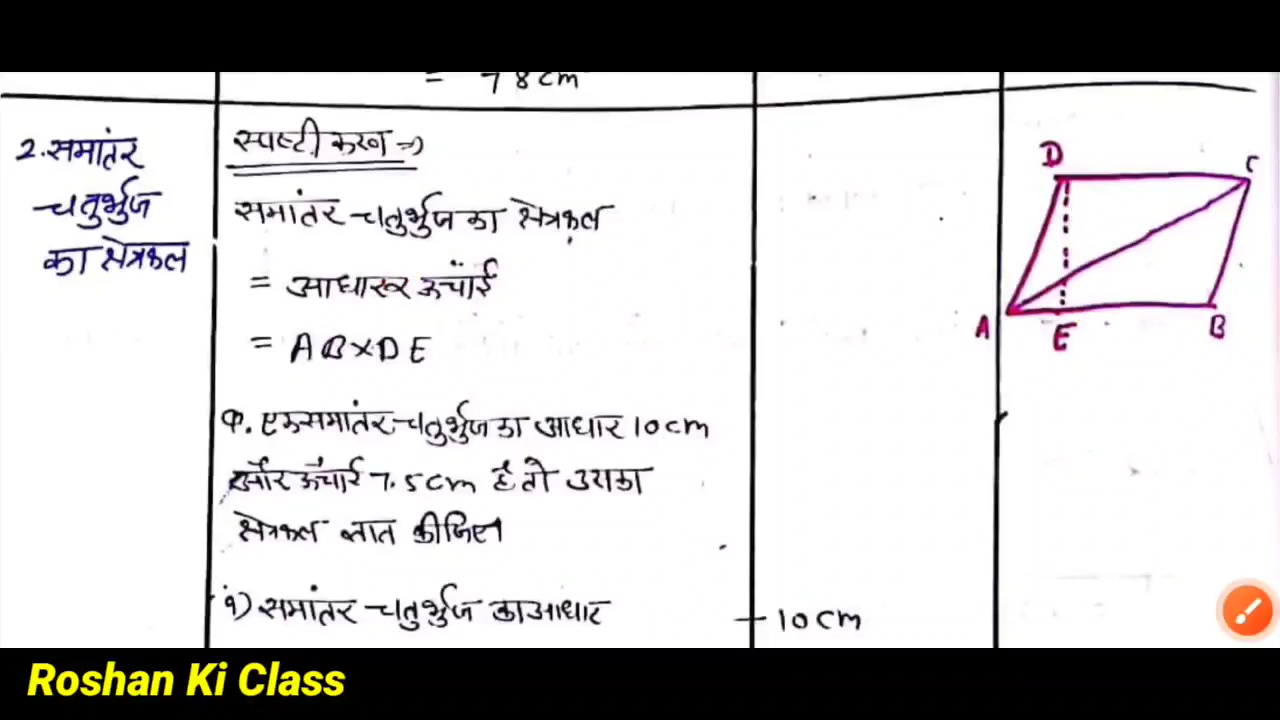 = 78 cm
2. समांतर
चतुर्भुज
का क्षेत्रफल
स्पष्टीकरण ⇒
समांतर चतुर्भुज का क्षेत्रफल
= आधार × ऊंचाई
= AB × DE
प्र. एक समांतर चतुर्भुज का आधार 10 cm
और ऊंचाई 7.5 cm है तो उसका
क्षेत्रफल ज्ञात कीजिए
१) समांतर चतुर्भुज का आधार
— 10 cm
D
C
A
E
B
Roshan Ki Class